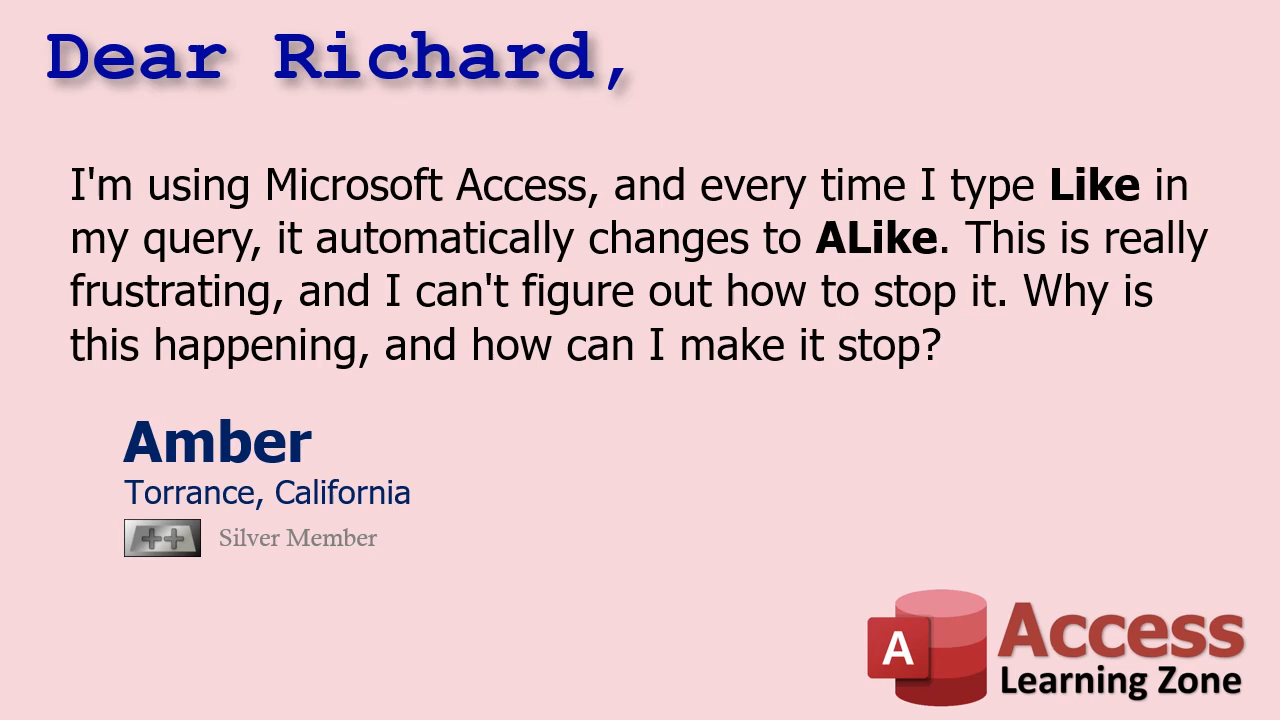 Dear Richard,
I'm using Microsoft Access, and every time I type Like in
my query, it automatically changes to ALike. This is really
frustrating, and I can't figure out how to stop it. Why is
this happening, and how can I make it stop?
Amber
Torrance, California
++ Silver Member
A Access
Learning Zone